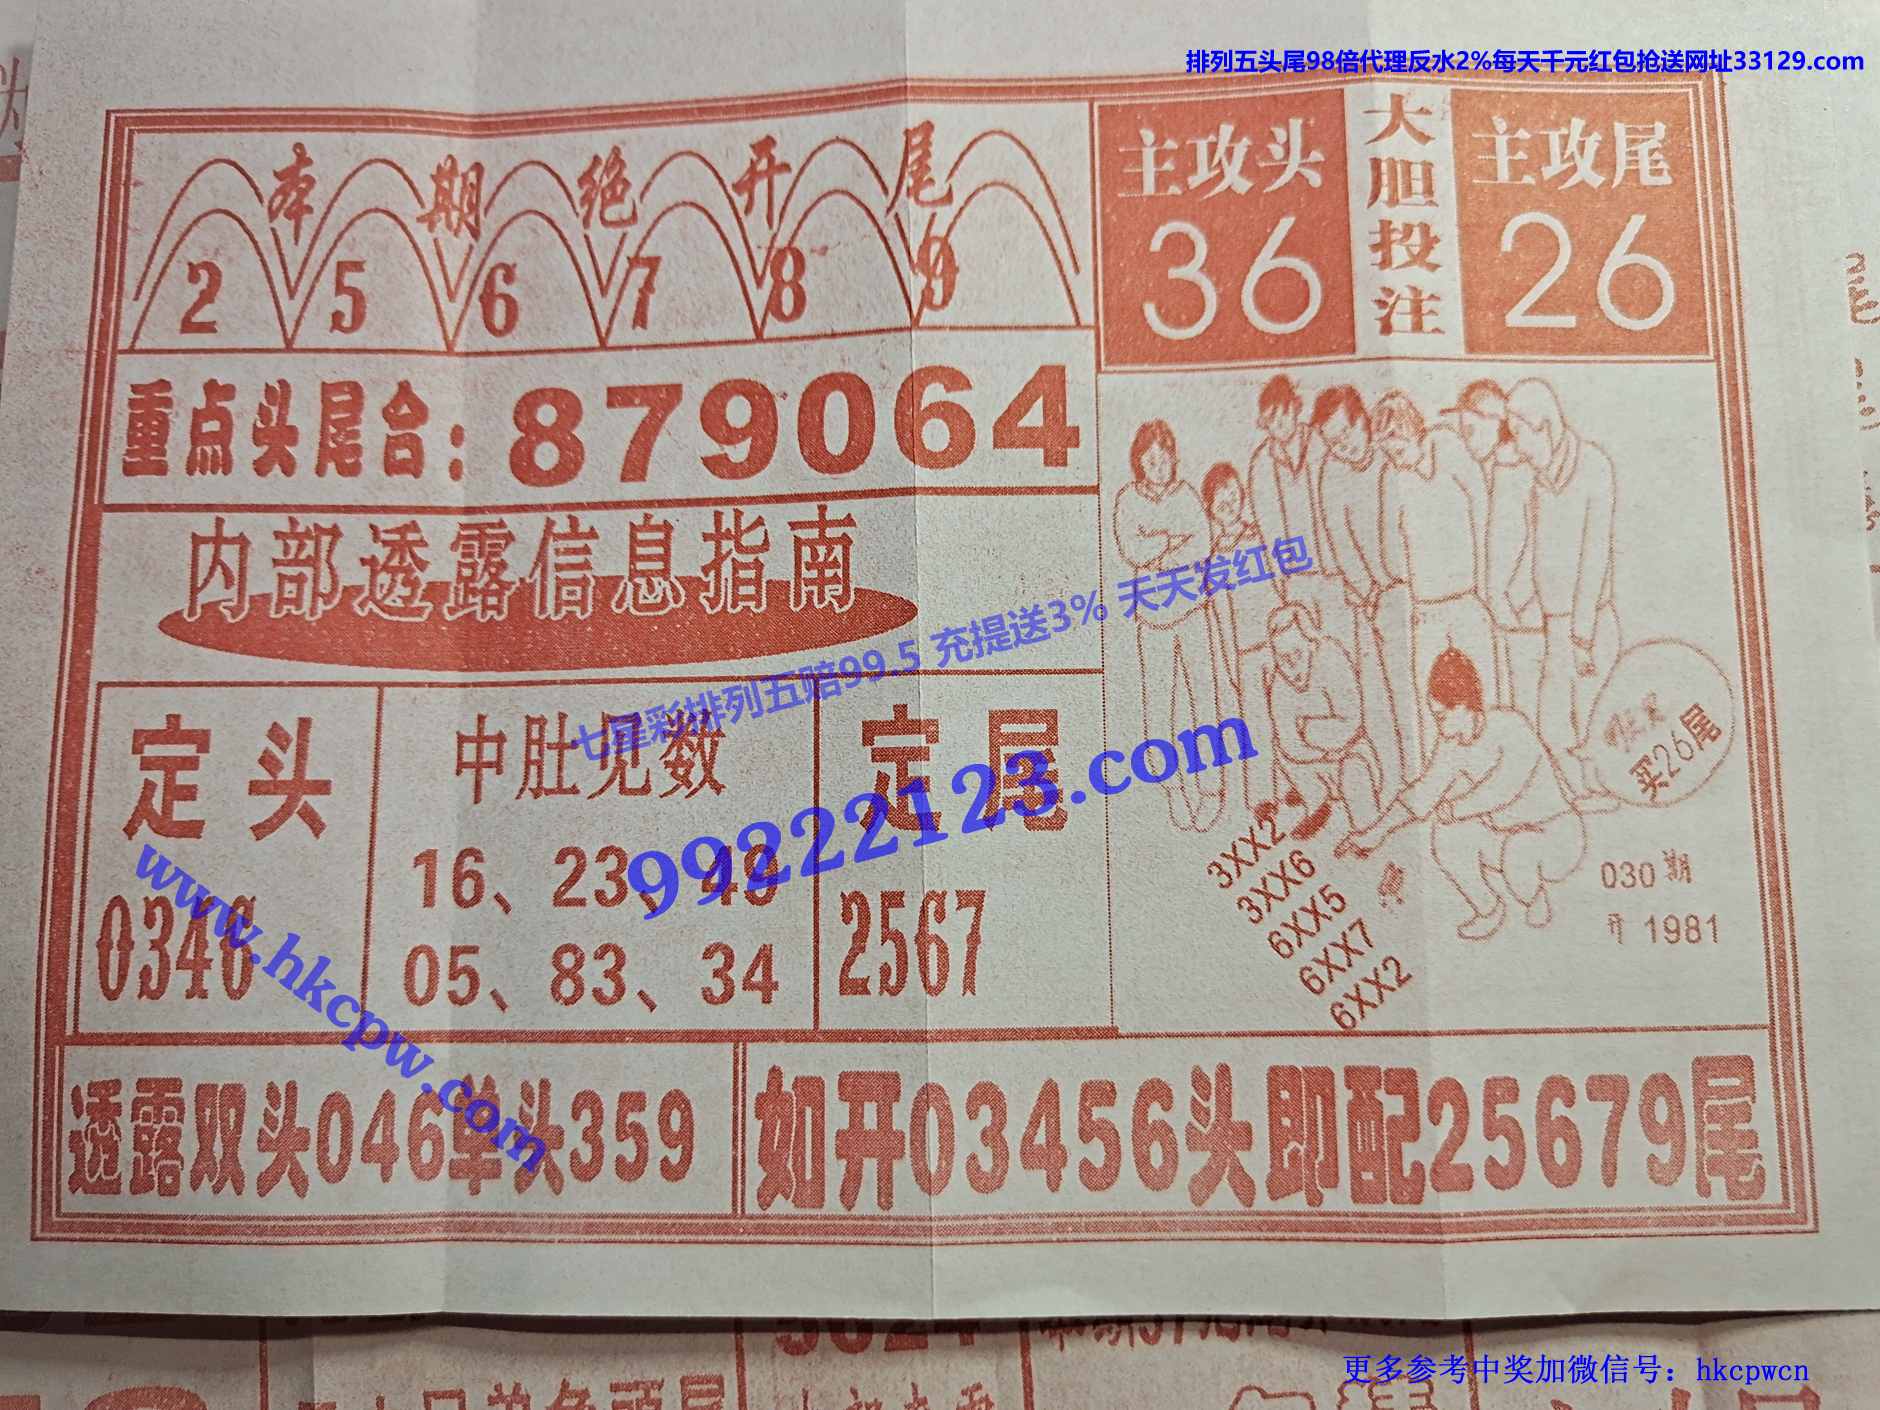 排列五头尾98倍代理反水2%每天千元红包抢送网址33129.com
本期绝开尾
2 5 6 7 8 9
主攻头
36
大胆投注
主攻尾
26
重点头尾合：879064
内部透露信息指南
七星彩排列五赔99.5 充提送3% 天天发红包
99222123.com
www.hkcpw.com
定头
0346
中肚见数
16、23、49
05、83、34
定尾
2567
买26尾
3XX2
3XX6
6XX5
6XX7
6XX2
030期
开1981
透露双头046单头359
如开03456头即配25679尾
更多参考中奖加微信号：hkcpwcn